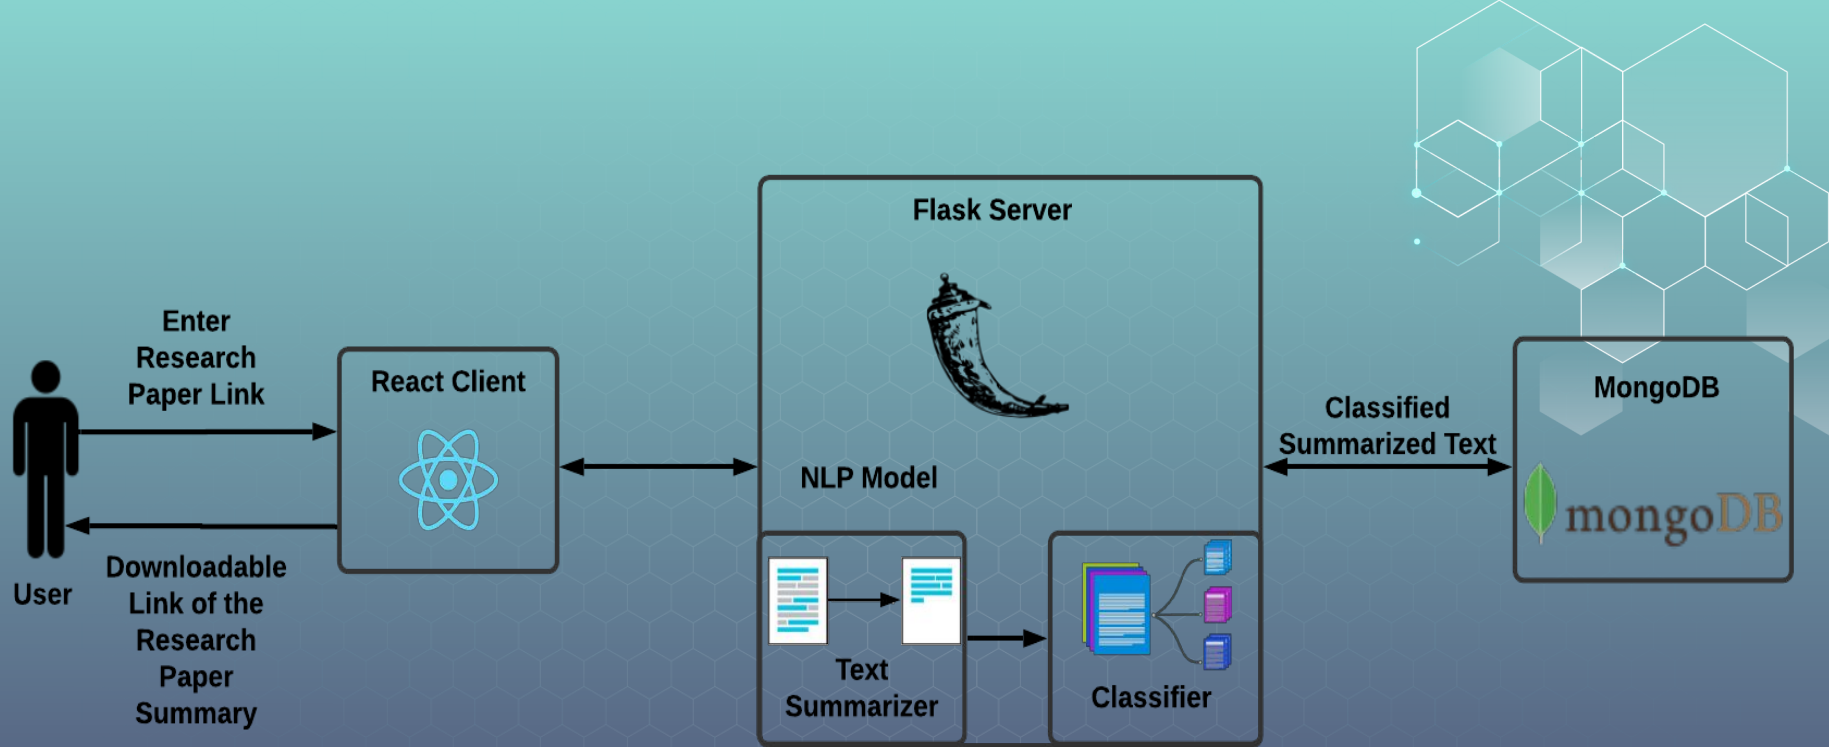 Enter
Research
Paper Link
User
Downloadable
Link of the
Research
Paper
Summary
React Client
Flask Server
NLP Model
Text
Summarizer
Classifier
Classified
Summarized Text
MongoDB
mongoDB